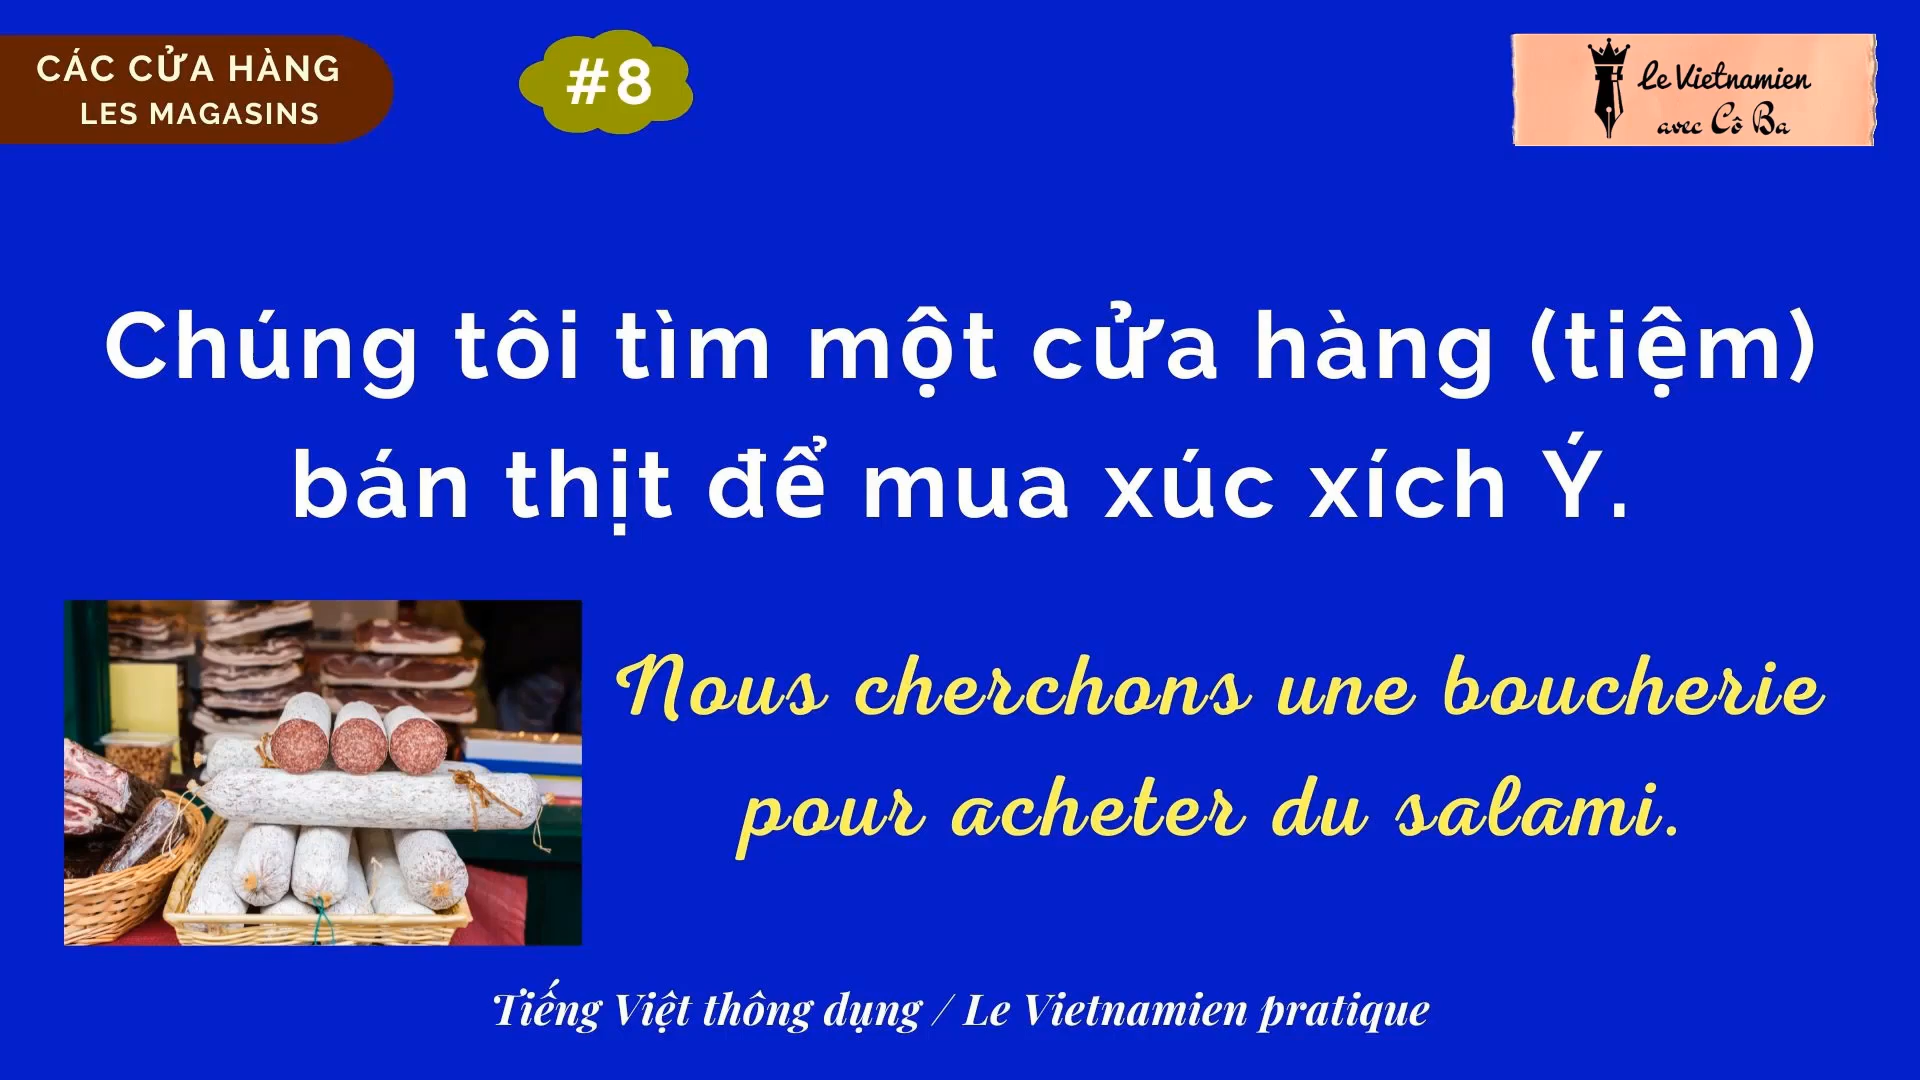 CÁC CỬA HÀNG
LES MAGASINS
#8
Le Vietnamien
avec Cô Ba
Chúng tôi tìm một cửa hàng (tiệm)
bán thịt để mua xúc xích Ý.
Nous cherchons une boucherie
pour acheter du salami.
Tiếng Việt thông dụng / Le Vietnamien pratique